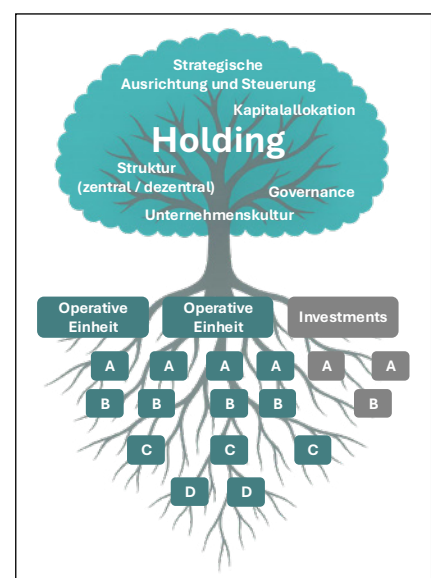 Strategische
Ausrichtung und Steuerung
Kapitalallokation
Holding
Struktur
(zentral / dezentral)
Governance
Unternehmenskultur
Operative
Einheit
Operative
Einheit
Investments
A A A A A A
B B B B B
C C C
D D